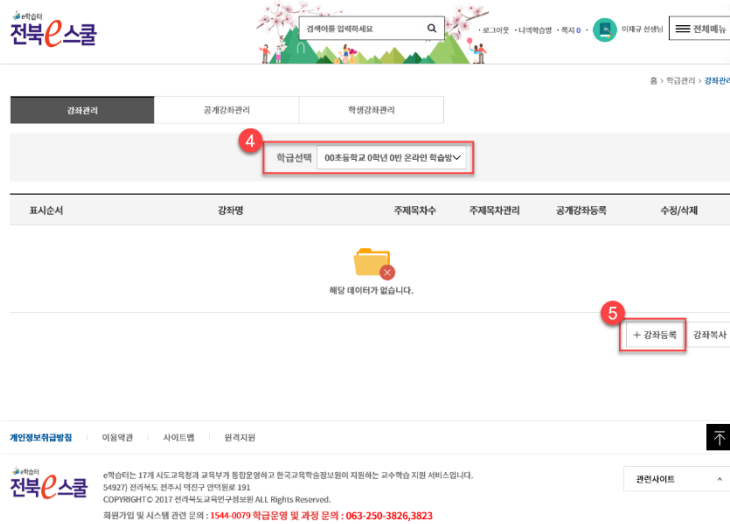 e학습터
전북e스쿨
검색어를 입력하세요
· 로그아웃 · 나의학습방 · 쪽지 0 · 이재규 선생님 전체메뉴
홈 > 학급관리 > 강좌관리
강좌관리 공개강좌관리 학생강좌관리
4
학급선택 00초등학교 0학년 0반 온라인 학습방
표시순서 강좌명 주제목차수 주제목차관리 공개강좌등록 수정/삭제
해당 데이터가 없습니다.
5
+ 강좌등록 강좌복사
개인정보취급방침 이용약관 사이트맵 원격지원
e학습터
전북e스쿨
e학습터는 17개 시도교육청과 교육부가 통합운영하고 한국교육학술정보원이 지원하는 교수학습 지원 서비스입니다.
54927) 전라북도 전주시 덕진구 안덕원로 191
COPYRIGHT© 2017 전라북도교육연구정보원 ALL Rights Reserved.
회원가입 및 시스템 관련 문의 : 1544-0079 학급운영 및 과정 문의 : 063-250-3826,3823
관련사이트